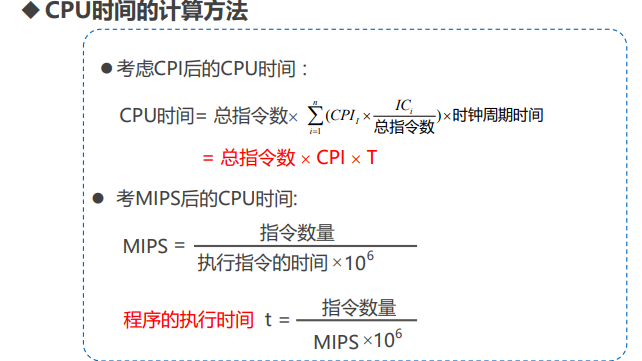 ◆ CPU时间的计算方法
● 考虑CPI后的CPU时间：
CPU时间= 总指令数× $\sum_{i=1}^{n}(CPI_I \times \frac{IC_i}{总指令数})$×时钟周期时间
= 总指令数 × CPI × T
● 考MIPS后的CPU时间:
MIPS = $\frac{指令数量}{执行指令的时间 \times 10^6}$
程序的执行时间 t = $\frac{指令数量}{MIPS \times 10^6}$